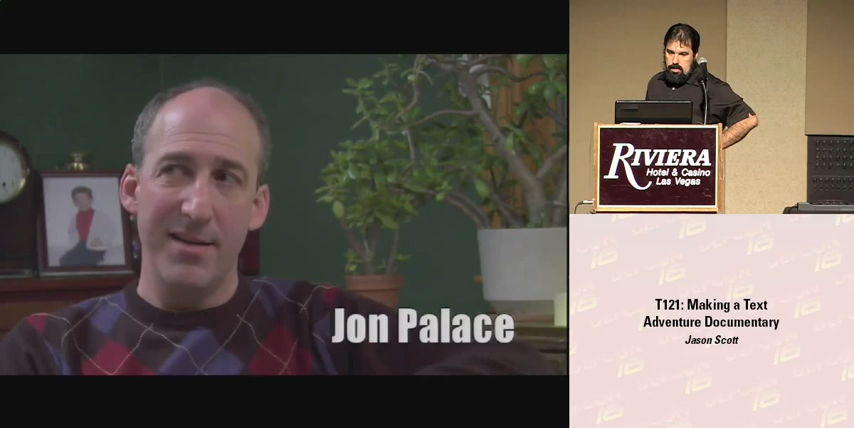 Jon Palace
RIVIERA
Hotel & Casino
Las Vegas
T121: Making a Text
Adventure Documentary
Jason Scott